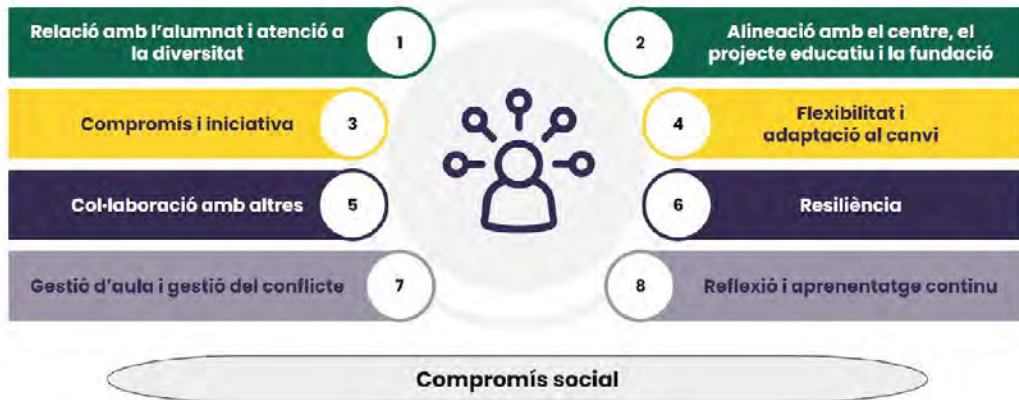 Relació amb l'alumnat i atenció a
la diversitat
1
2
Alineació amb el centre, el
projecte educatiu i la fundació
Compromís i iniciativa
3
4
Flexibilitat i
adaptació al canvi
Col·laboració amb altres
5
6
Resiliència
Gestió d'aula i gestió del conflicte
7
8
Reflexió i aprenentatge continu
Compromís social